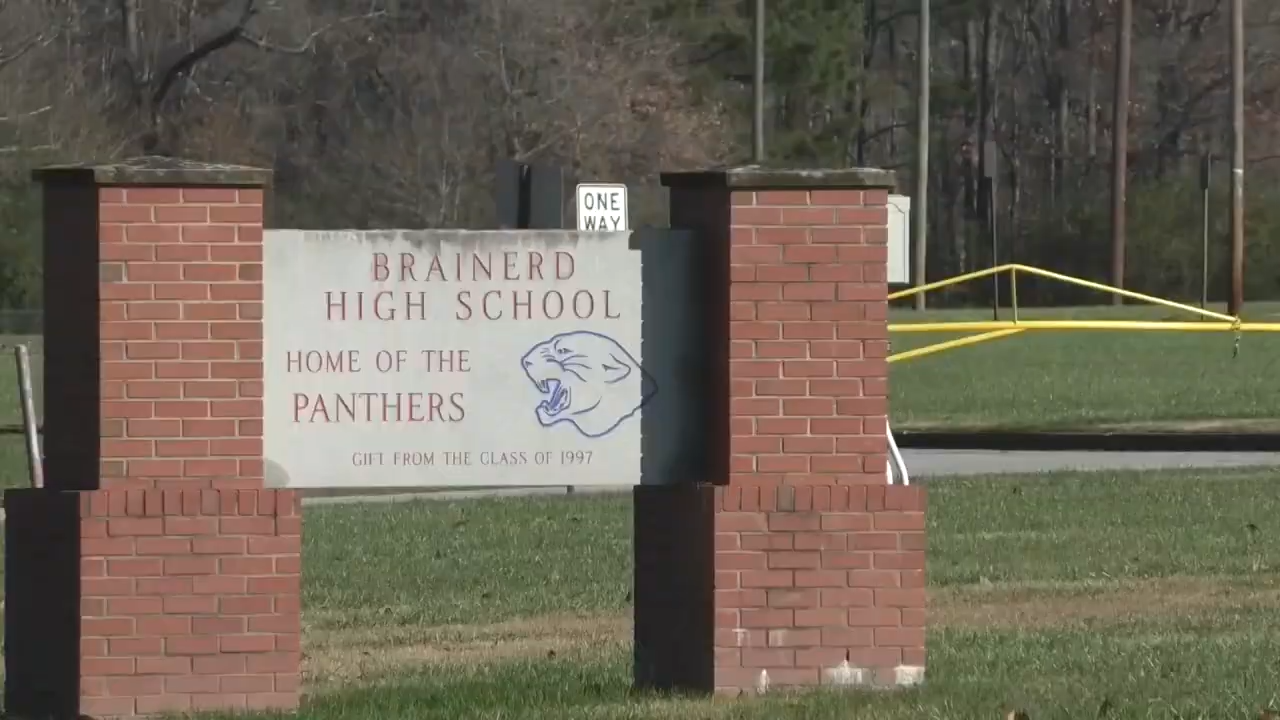 ONE
WAY
BRAINERD
HIGH SCHOOL
HOME OF THE
PANTHERS
GIFT FROM THE CLASS OF 1997